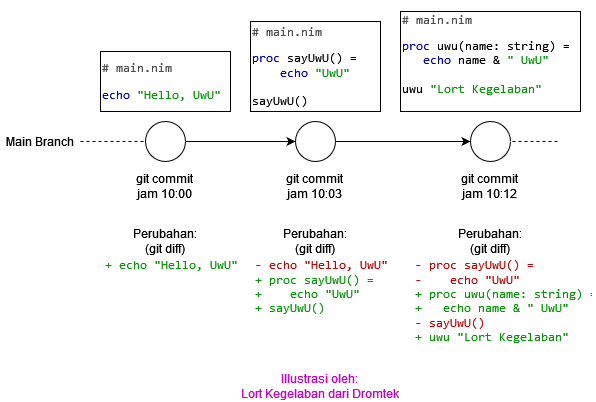 # main.nim
echo "Hello, UwU"
# main.nim
proc sayUwU() =
echo "UwU"
sayUwU()
# main.nim
proc uwu(name: string) =
echo name & " UwU"
uwu "Lort Kegelaban"
Main Branch
git commit
jam 10:00
git commit
jam 10:03
git commit
jam 10:12
Perubahan:
(git diff)
+ echo "Hello, UwU"
Perubahan:
(git diff)
- echo "Hello, UwU"
+ proc sayUwU() =
+ echo "UwU"
+ sayUwU()
Perubahan:
(git diff)
- proc sayUwU() =
- echo "UwU"
+ proc uwu(name: string) =
+ echo name & " UwU"
- sayUwU()
+ uwu "Lort Kegelaban"
Illustrasi oleh:
Lort Kegelaban dari Dromtek